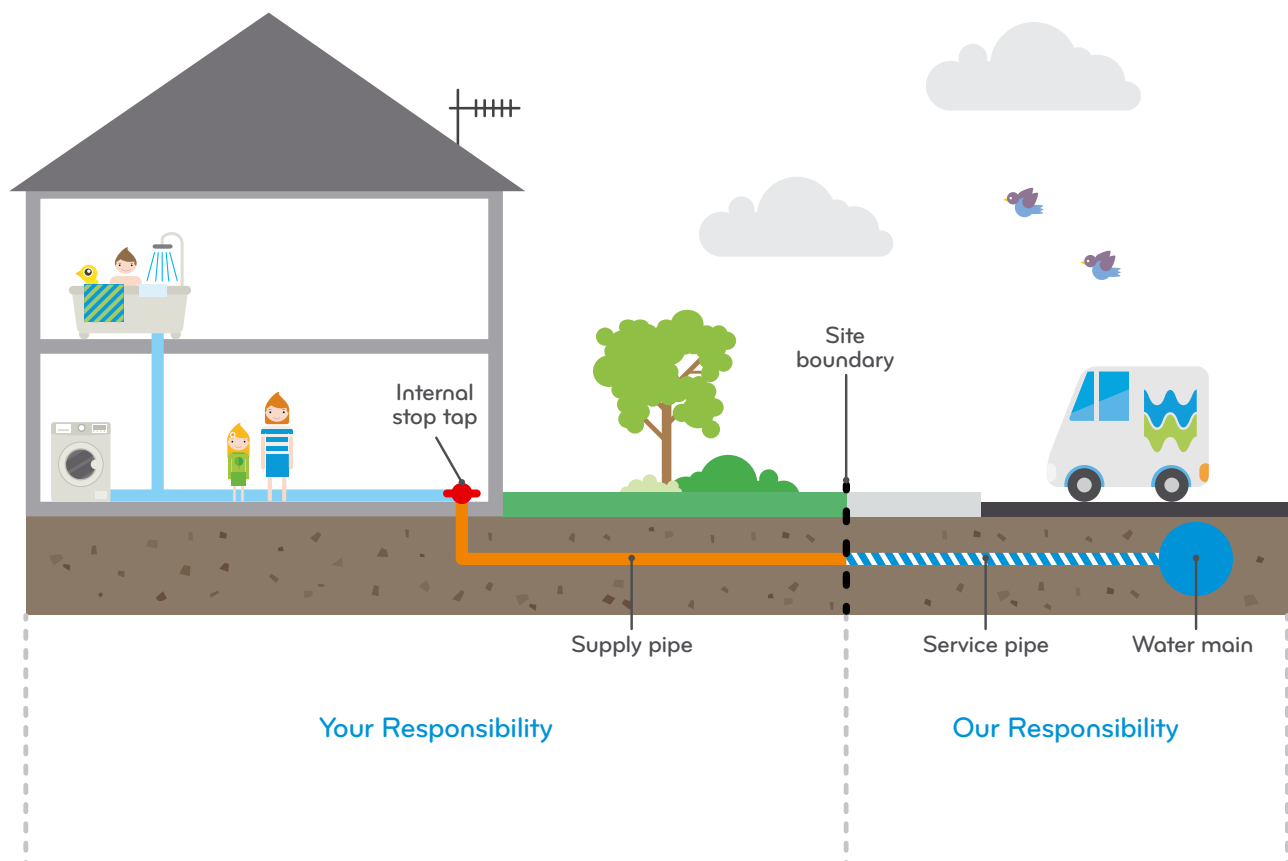 Site
boundary
Internal
stop tap
Supply pipe
Service pipe
Water main
Your Responsibility
Our Responsibility